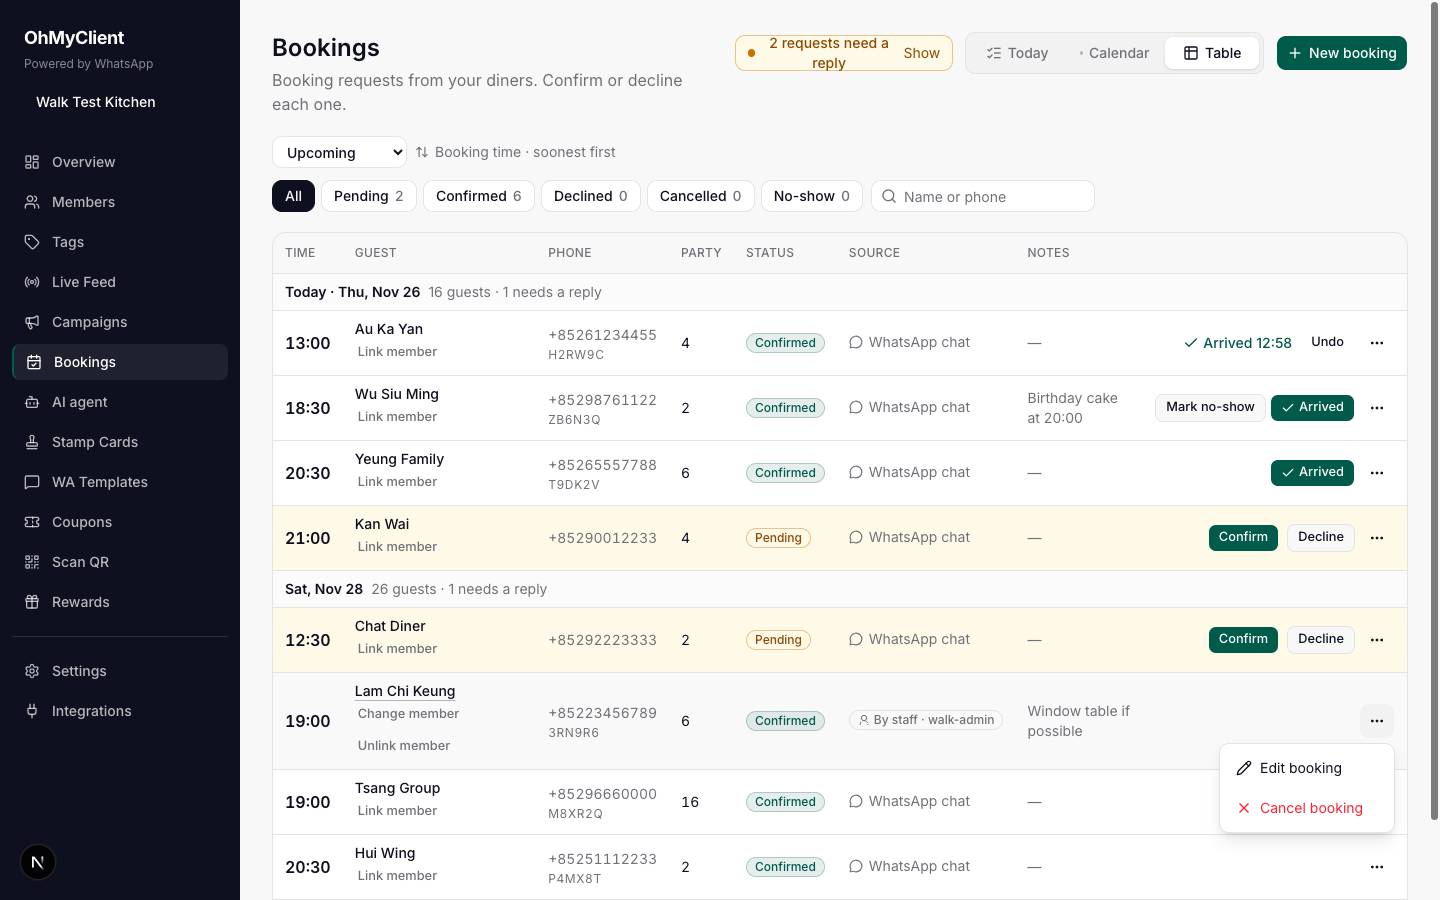 OhMyClient
Powered by WhatsApp
Walk Test Kitchen
Overview
Members
Tags
Live Feed
Campaigns
Bookings
AI agent
Stamp Cards
WA Templates
Coupons
Scan QR
Rewards
Settings
Integrations
N
Bookings
Booking requests from your diners. Confirm or decline
each one.
2 requests need a
reply
Show
Today
Calendar
Table
New booking
Upcoming
Booking time · soonest first
All
Pending 2
Confirmed 6
Declined 0
Cancelled 0
No-show 0
Name or phone
TIME GUEST PHONE PARTY STATUS SOURCE NOTES
Today · Thu, Nov 26 16 guests · 1 needs a reply
13:00
Au Ka Yan
Link member
+85261234455
H2RW9C
4
Confirmed
WhatsApp chat
—
Arrived 12:58
Undo
18:30
Wu Siu Ming
Link member
+85298761122
ZB6N3Q
2
Confirmed
WhatsApp chat
Birthday cake
at 20:00
Mark no-show
Arrived
20:30
Yeung Family
Link member
+85265557788
T9DK2V
6
Confirmed
WhatsApp chat
—
Arrived
21:00
Kan Wai
Link member
+85290012233
4
Pending
WhatsApp chat
—
Confirm
Decline
Sat, Nov 28 26 guests · 1 needs a reply
12:30
Chat Diner
Link member
+85292223333
2
Pending
WhatsApp chat
—
Confirm
Decline
19:00
Lam Chi Keung
Change member
Unlink member
+85223456789
3RN9R6
6
Confirmed
By staff · walk-admin
Window table if
possible
Edit booking
Cancel booking
19:00
Tsang Group
Link member
+85296660000
M8XR2Q
16
Confirmed
WhatsApp chat
—
20:30
Hui Wing
Link member
+85251112233
P4MX8T
2
Confirmed
WhatsApp chat
—